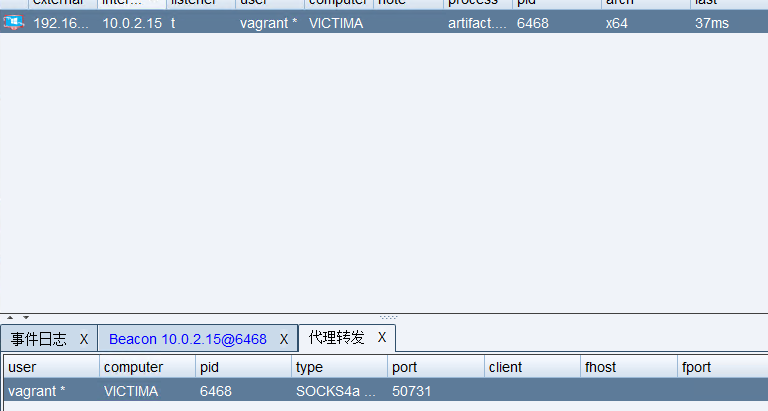 external inter... listener user computer note process pid arch last
192.16... 10.0.2.15 t vagrant * VICTIMA artifact.... 6468 x64 37ms
事件日志 X Beacon 10.0.2.15@6468 X 代理转发 X
user computer pid type port client fhost fport
vagrant * VICTIMA 6468 SOCKS4a ... 50731